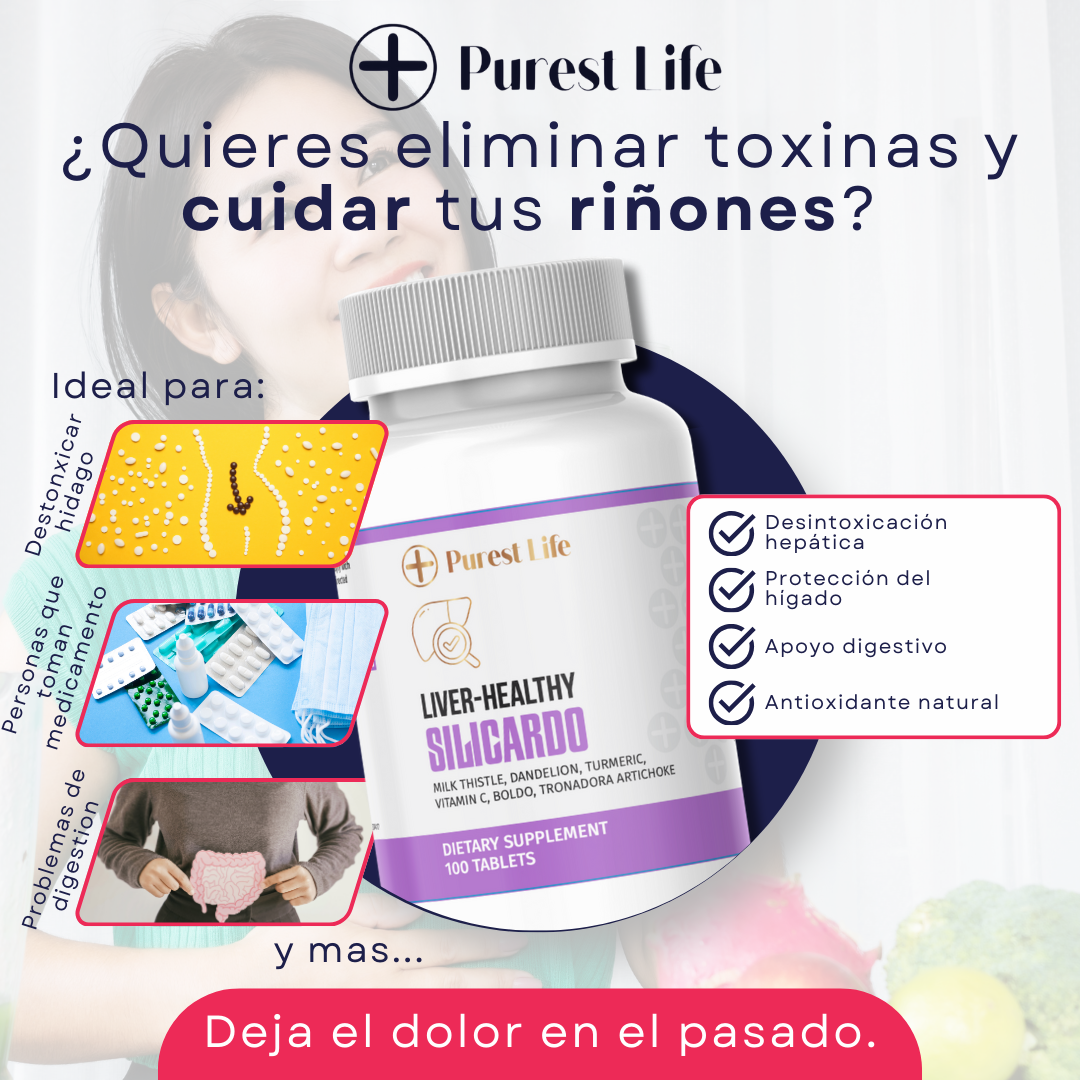 Purest Life
¿Quieres eliminar toxinas y
cuidar tus riñones?
Ideal para:
Destonxicar
hidago
Personas que
toman
medicamento
Problemas de
digestion
y mas...
Purest Life
LIVER-HEALTHY
SILICARDO
MILK THISTLE, DANDELION, TURMERIC,
VITAMIN C, BOLDO, TRONADORA ARTICHOKE
DIETARY SUPPLEMENT
100 TABLETS
Desintoxicación
hepática
Protección del
hígado
Apoyo digestivo
Antioxidante natural
Deja el dolor en el pasado.